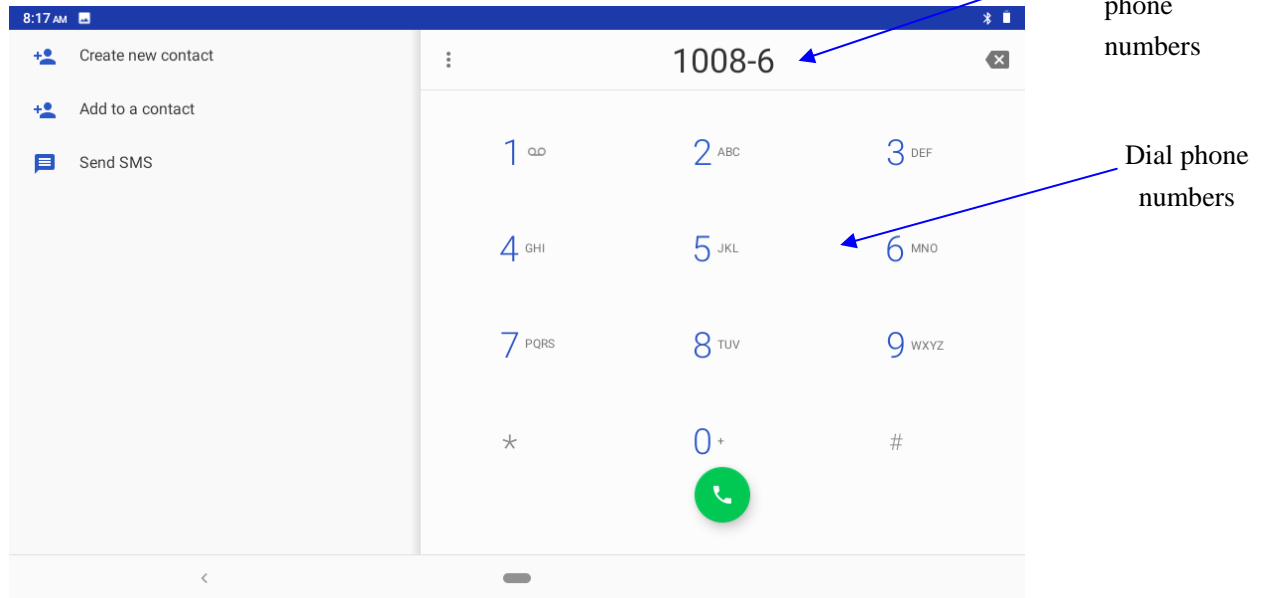 phone
numbers
8:17 AM
Create new contact
1008-6
Add to a contact
Send SMS
1
2 ABC
3 DEF
Dial phone
numbers
4 GHI
5 JKL
6 MNO
7 PQRS
8 TUV
9 WXYZ
*
0 +
#